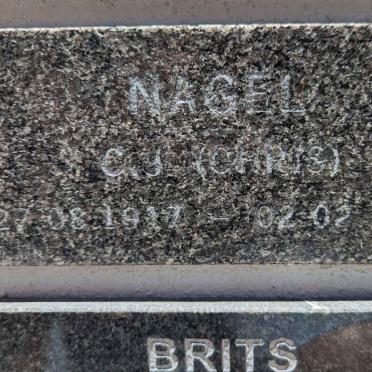 NAGEL
C.J. (CHRIS)
27.08.1937 - 02.02
BRITS